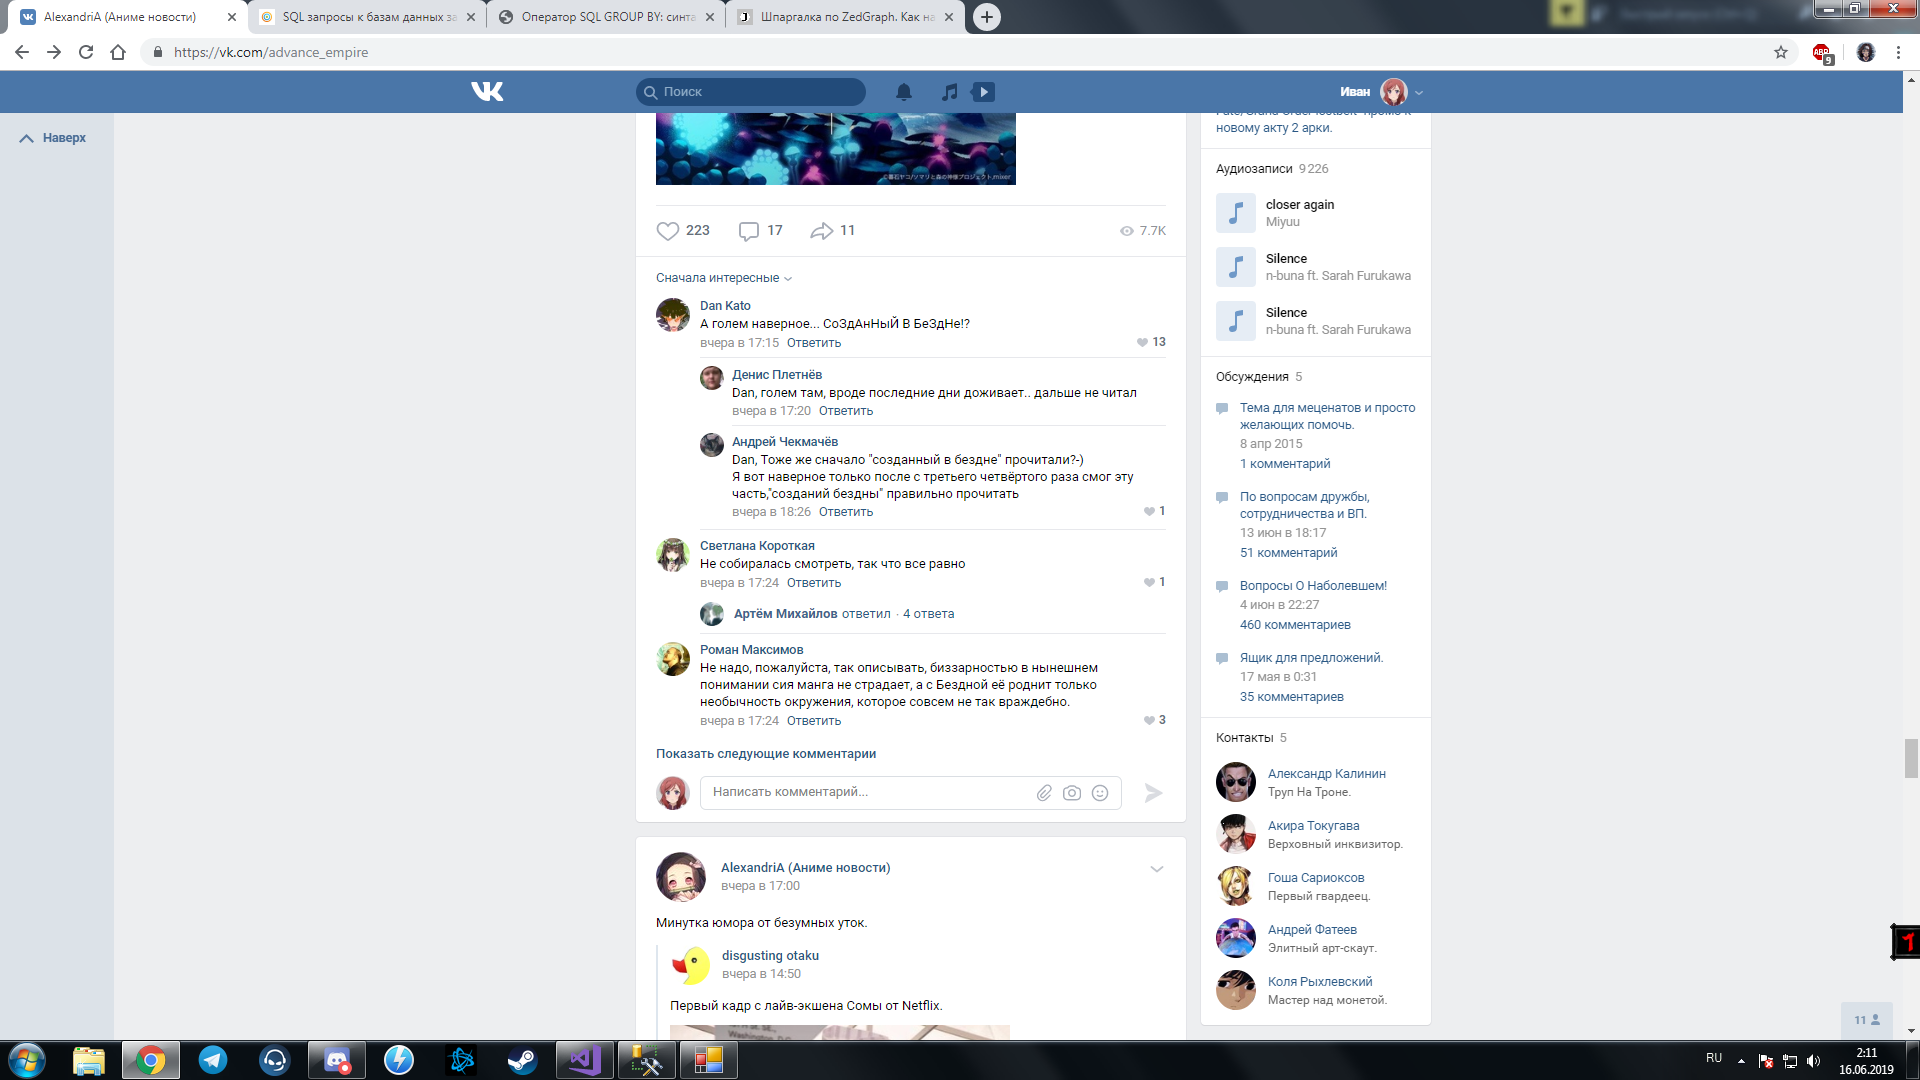 AlexandriA (Аниме новости)
SQL запросы к базам данных за
Оператор SQL GROUP BY: синта
Шпаргалка по ZedGraph. Как на
https://vk.com/advance_empire
ABP
9
Поиск
Иван
Наверх
новому акту 2 арки.
Аудиозаписи 9 226
closer again
Miyuu
Silence
n-buna ft. Sarah Furukawa
Silence
n-buna ft. Sarah Furukawa
Обсуждения 5
Тема для меценатов и просто
желающих помочь.
8 апр 2015
1 комментарий
По вопросам дружбы,
сотрудничества и ВП.
13 июн в 18:17
51 комментарий
Вопросы О Наболевшем!
4 июн в 22:27
460 комментариев
Ящик для предложений.
17 мая в 0:31
35 комментариев
Контакты 5
Александр Калинин
Труп На Троне.
Акира Токугава
Верховный инквизитор.
Гоша Сариоксов
Первый гвардеец.
Андрей Фатеев
Элитный арт-скаут.
Коля Рыхлевский
Мастер над монетой.
223 17 11 7.7K
Сначала интересные
Dan Kato
А голем наверное... СоЗдАнНыЙ В БеЗдНе!?
вчера в 17:15 Ответить 13
Денис Плетнёв
Dan, голем там, вроде последние дни доживает.. дальше не читал
вчера в 17:20 Ответить
Андрей Чекмачёв
Dan, Тоже же сначало "созданный в бездне" прочитали?-)
Я вот наверное только после с третьего четвёртого раза смог эту
часть,"созданий бездны" правильно прочитать
вчера в 18:26 Ответить 1
Светлана Короткая
Не собиралась смотреть, так что все равно
вчера в 17:24 Ответить 1
Артём Михайлов ответил · 4 ответа
Роман Максимов
Не надо, пожалуйста, так описывать, биззарностью в нынешнем
понимании сия манга не страдает, а с Бездной её роднит только
необычность окружения, которое совсем не так враждебно.
вчера в 17:24 Ответить 3
Показать следующие комментарии
Написать комментарий...
AlexandriA (Аниме новости)
вчера в 17:00
Минутка юмора от безумных уток.
disgusting otaku
вчера в 14:50
Первый кадр с лайв-экшена Сомы от Netflix.
1
11
RU
2:11
16.06.2019